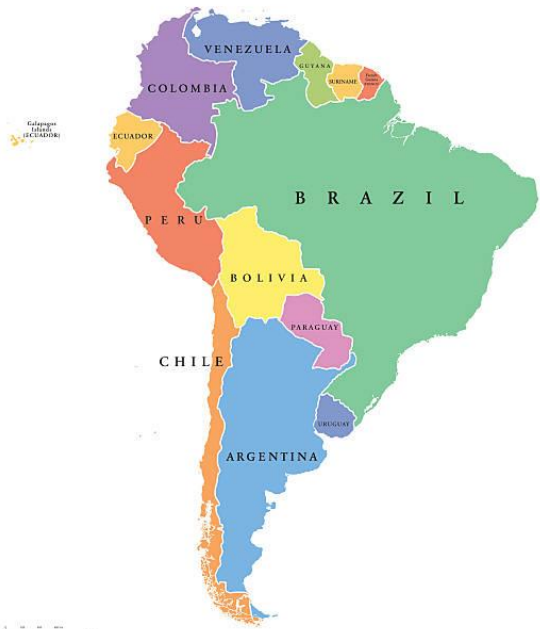 VENEZUELA
GUYANA
SURINAME
COLOMBIA
Galapagos
Islands
(ECUADOR)
ECUADOR
BRAZIL
PERU
BOLIVIA
PARAGUAY
CHILE
URUGUAY
ARGENTINA